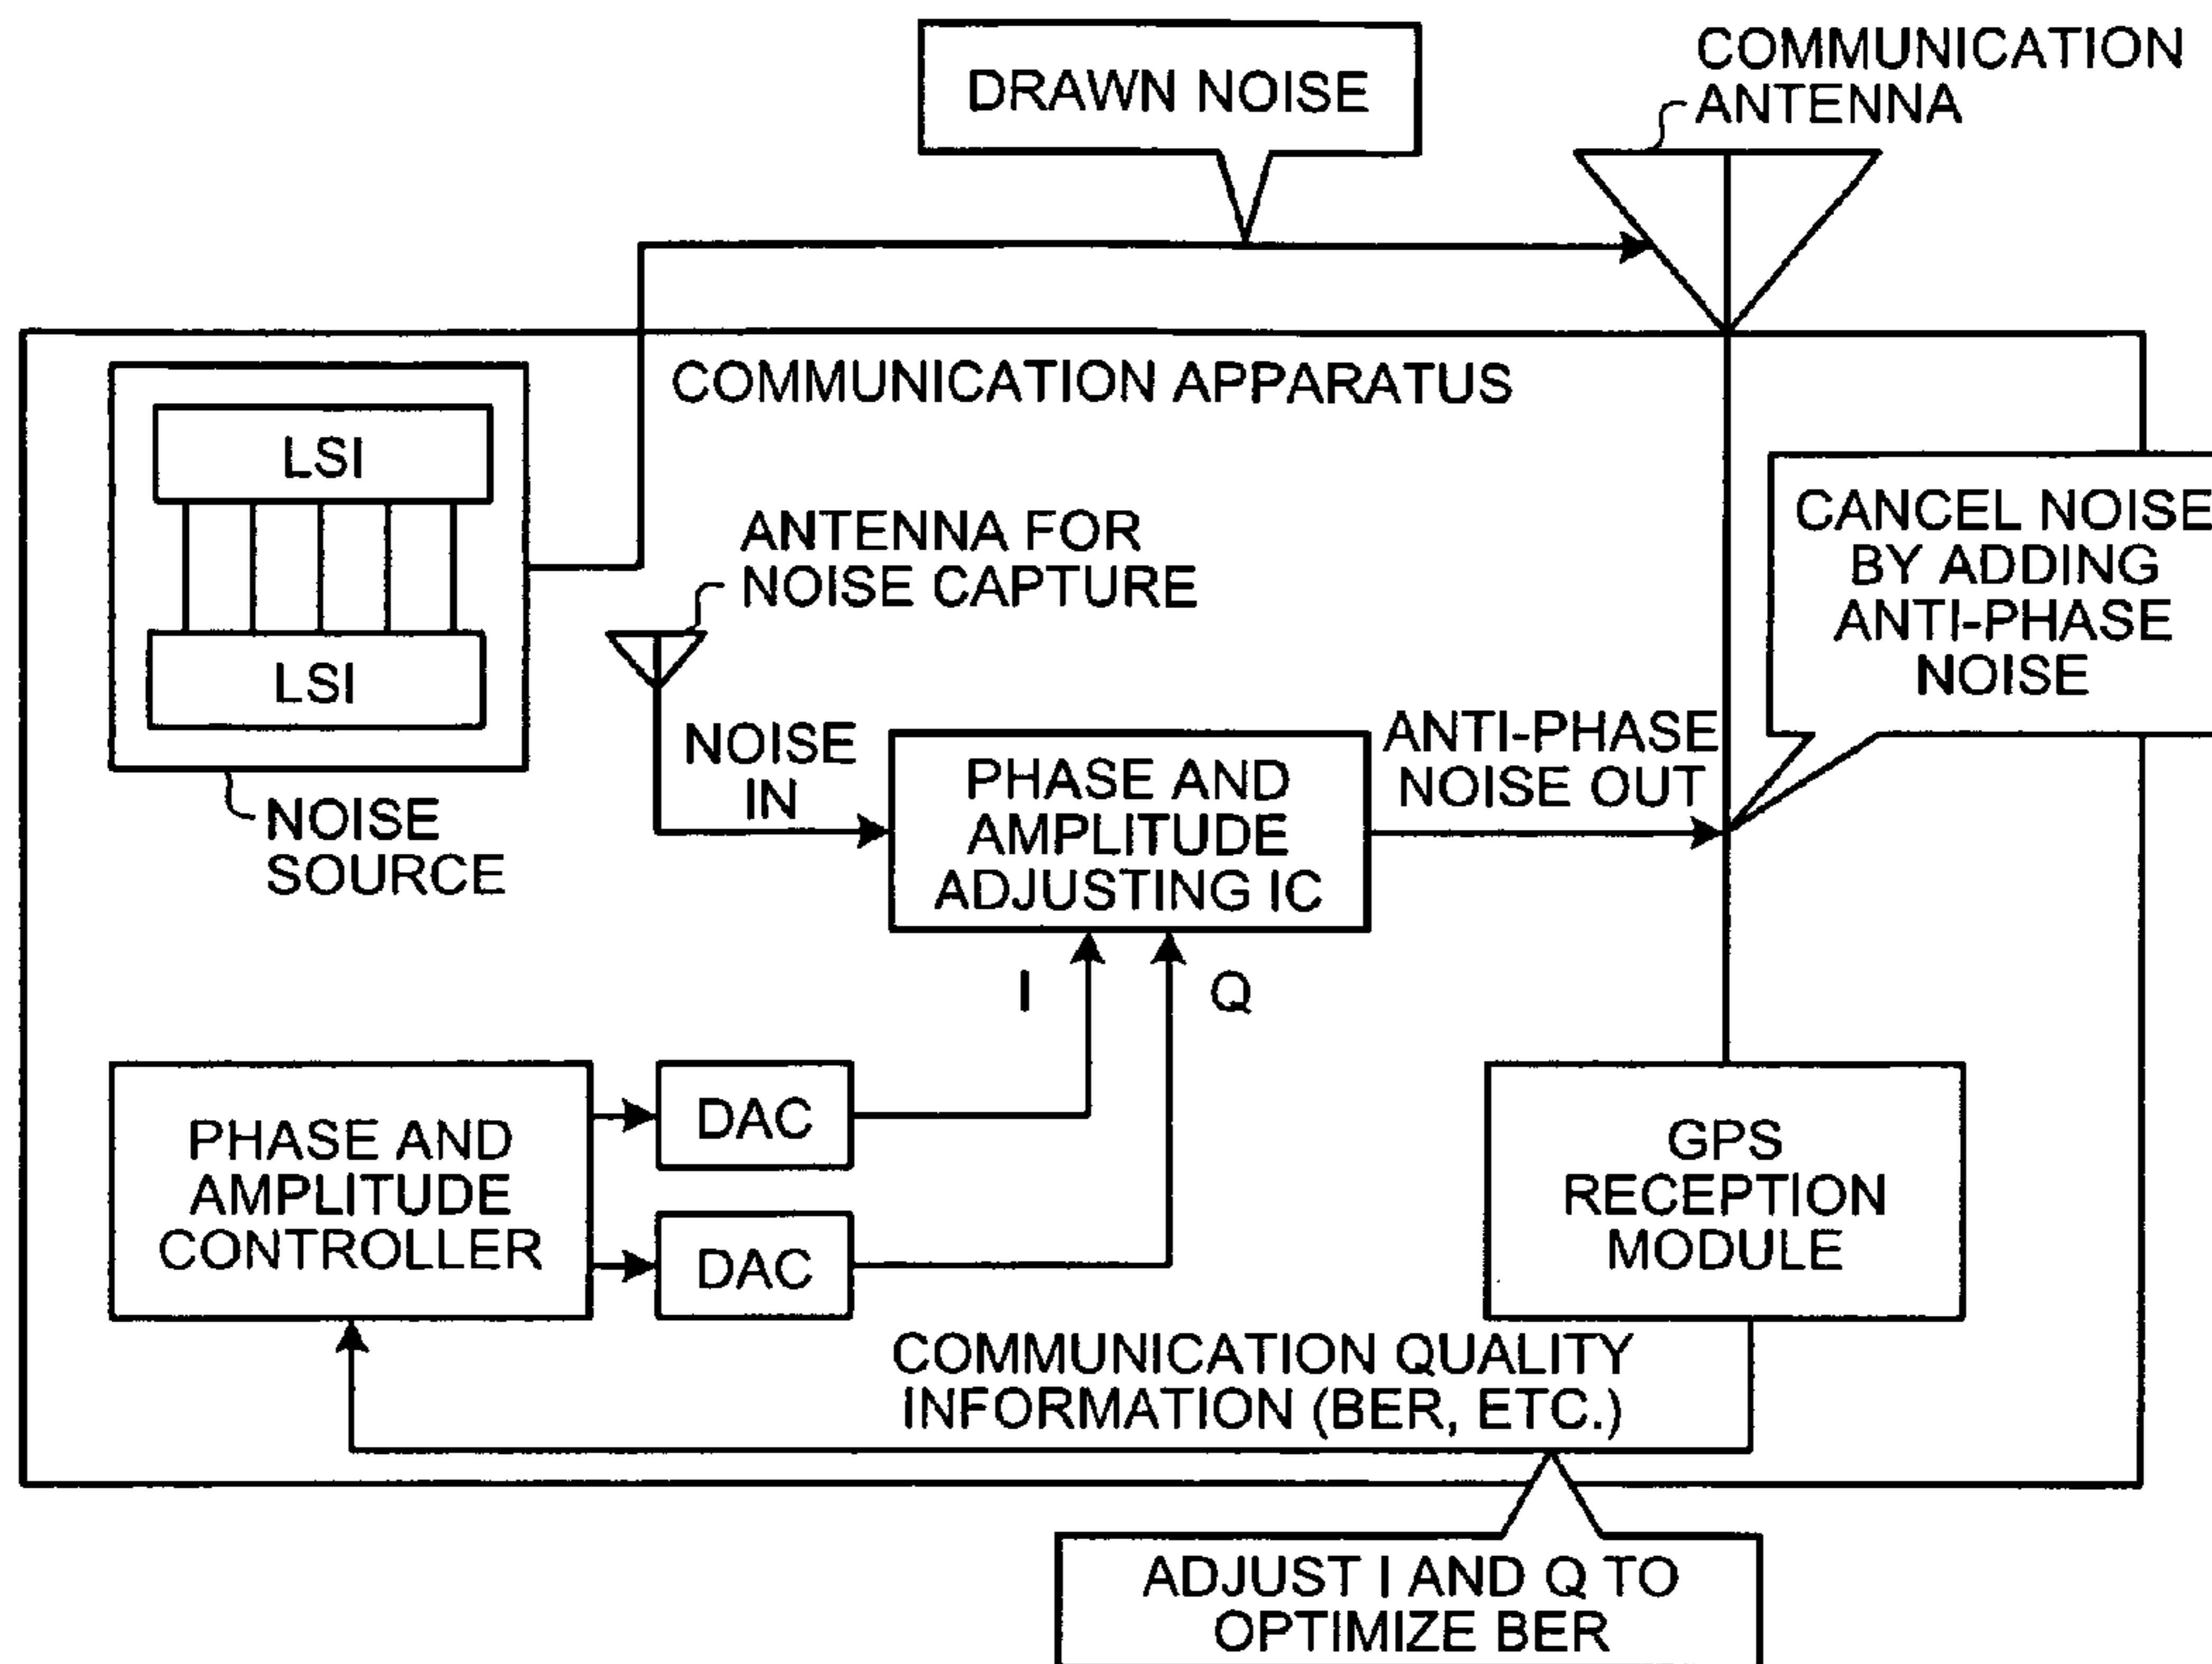 DRAWN NOISE
COMMUNICATION
ANTENNA
COMMUNICATION APPARATUS
LSI
LSI
NOISE
SOURCE
ANTENNA FOR
NOISE CAPTURE
CANCEL NOISE
BY ADDING
ANTI-PHASE
NOISE
NOISE
IN
PHASE AND
AMPLITUDE
ADJUSTING IC
ANTI-PHASE
NOISE OUT
I
Q
PHASE AND
AMPLITUDE
CONTROLLER
DAC
DAC
GPS
RECEPTION
MODULE
COMMUNICATION QUALITY
INFORMATION (BER, ETC.)
ADJUST I AND Q TO
OPTIMIZE BER